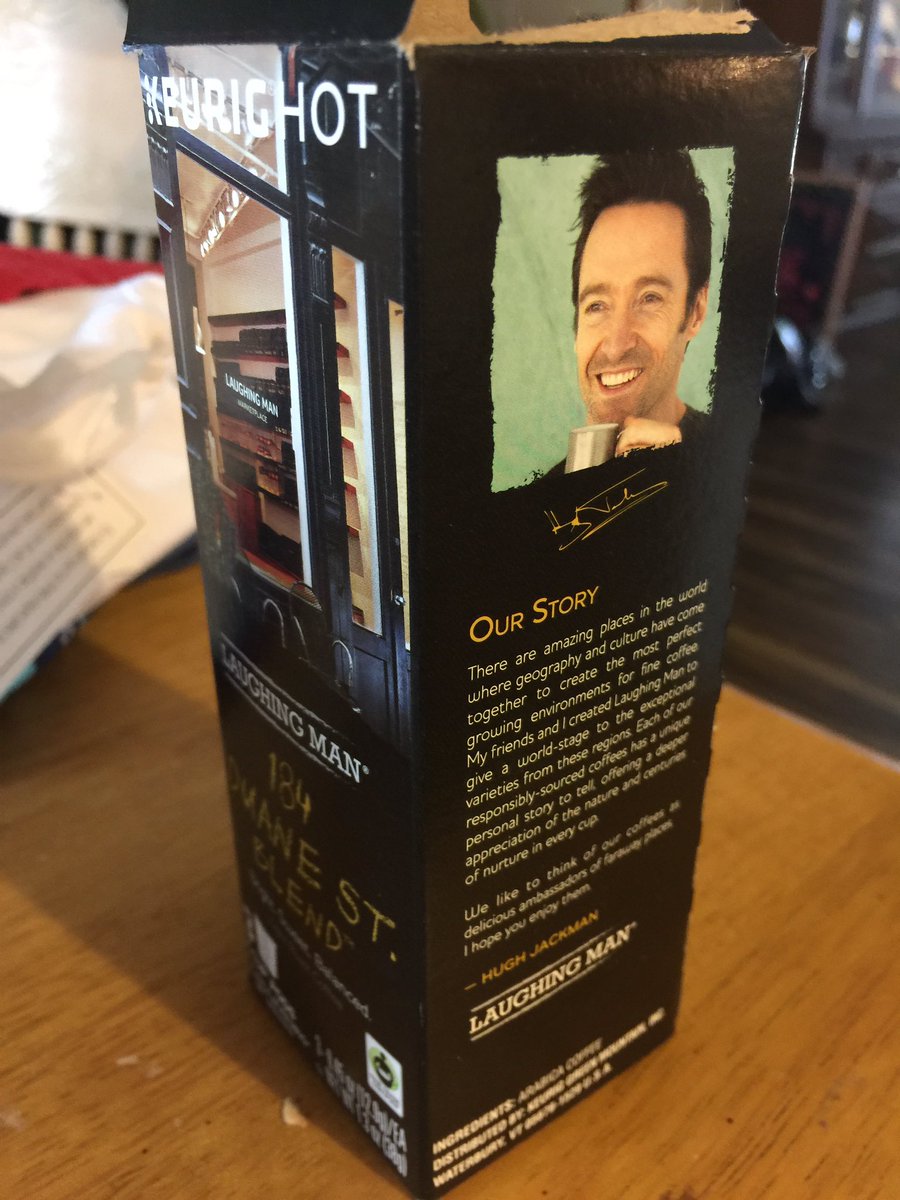 KEURIG HOT
LAUGHING MAN
MARKETPLACE
LAUGHING MAN®
184
DUANE ST.
BLEND™
Balanced
OUR STORY
There are amazing places in the world
where geography and culture have come
together to create the most perfect
growing environments for fine coffee.
My friends and I created Laughing Man to
give a world-stage to the exceptional
varieties from these regions. Each of our
responsibly-sourced coffees has a unique
personal story to tell, offering a deeper
appreciation of the nature and centuries
of nurture in every cup.
We like to think of our coffees as
delicious ambassadors of faraway places.
I hope you enjoy them.
— HUGH JACKMAN
LAUGHING MAN®
INGREDIENTS: ARABICA COFFEE
DISTRIBUTED BY KEURIG GREEN MOUNTAIN, INC.
WATERBURY, VT 05676 U.S.A.